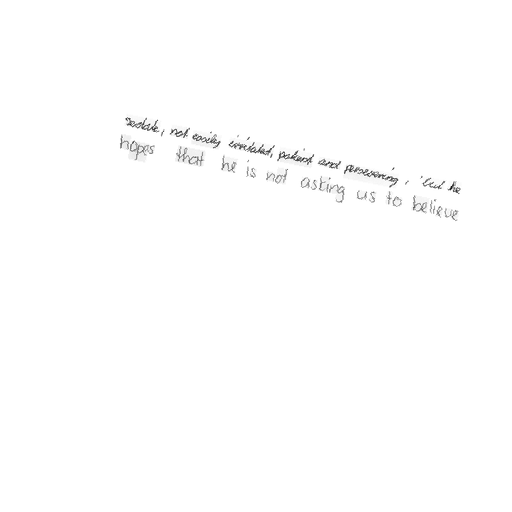 sedate, not easily irritated, patient and persevering, 'but he
hopes that he is not asking us to believe